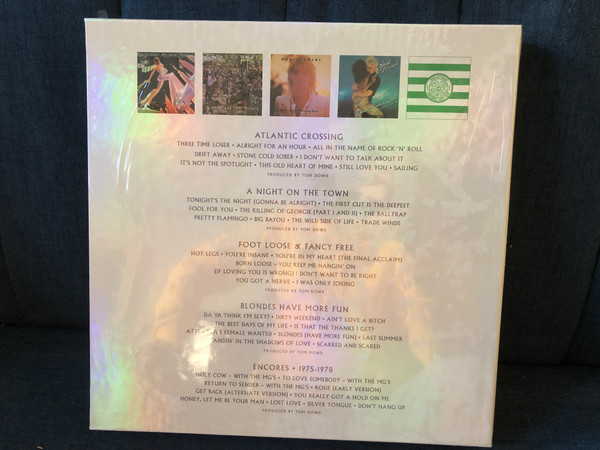 ATLANTIC CROSSING
THREE TIME LOSER • ALRIGHT FOR AN HOUR • ALL IN THE NAME OF ROCK 'N' ROLL
DRIFT AWAY • STONE COLD SOBER • I DON'T WANT TO TALK ABOUT IT
IT'S NOT THE SPOTLIGHT • THIS OLD HEART OF MINE • STILL LOVE YOU • SAILING
PRODUCED BY TOM DOWD
A NIGHT ON THE TOWN
TONIGHT'S THE NIGHT (GONNA BE ALRIGHT) • THE FIRST CUT IS THE DEEPEST
FOOL FOR YOU • THE KILLING OF GEORGIE (PART I AND II) • THE BALLTRAP
PRETTY FLAMINGO • BIG BAYOU • THE WILD SIDE OF LIFE • TRADE WINDS
PRODUCED BY TOM DOWD
FOOT LOOSE & FANCY FREE
HOT LEGS • YOU'RE INSANE • YOU'RE IN MY HEART (THE FINAL ACCLAIM)
BORN LOOSE • YOU KEEP ME HANGIN' ON
(IF LOVING YOU IS WRONG) I DON'T WANT TO BE RIGHT
YOU GOT A NERVE • I WAS ONLY JOKING
PRODUCED BY TOM DOWD
BLONDES HAVE MORE FUN
DA YA THINK I'M SEXY? • DIRTY WEEKEND • AIN'T LOVE A BITCH
THE BEST DAYS OF MY LIFE • IS THAT THE THANKS I GET?
FEMALE WANTED • BLONDES (HAVE MORE FUN) • LAST SUMMER
STANDIN' IN THE SHADOWS OF LOVE • SCARRED AND SCARED
PRODUCED BY TOM DOWD
ENCORES • 1975-1978
HOLY COW – WITH THE MG'S • TO LOVE SOMEBODY – WITH THE MG'S
RETURN TO SENDER – WITH THE MG'S • ROSIE (EARLY VERSION)
GET BACK (ALTERNATE VERSION) • YOU REALLY GOT A HOLD ON ME
HONEY, LET ME BE YOUR MAN • LOST LOVE • SILVER TONGUE • DON'T HANG UP
PRODUCED BY TOM DOWD